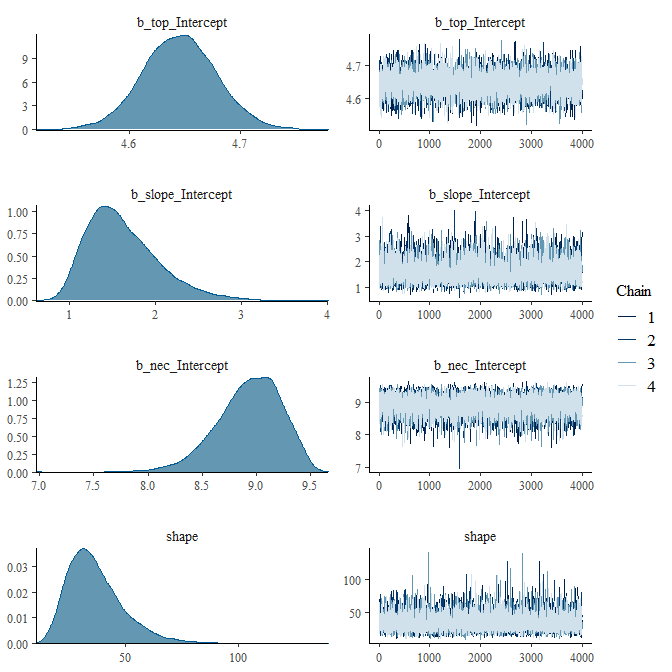 b_top_Intercept
9
6
3
0
4.6 4.7
b_top_Intercept
4.7
4.6
0 1000 2000 3000 4000
b_slope_Intercept
1.00
0.75
0.50
0.25
0.00
1 2 3 4
b_slope_Intercept
4
3
2
1
0 1000 2000 3000 4000
b_nec_Intercept
1.25
1.00
0.75
0.50
0.25
0.00
7.0 7.5 8.0 8.5 9.0 9.5
b_nec_Intercept
9
8
7
0 1000 2000 3000 4000
shape
0.03
0.02
0.01
0.00
50 100
shape
100
50
0 1000 2000 3000 4000
Chain
1
2
3
4